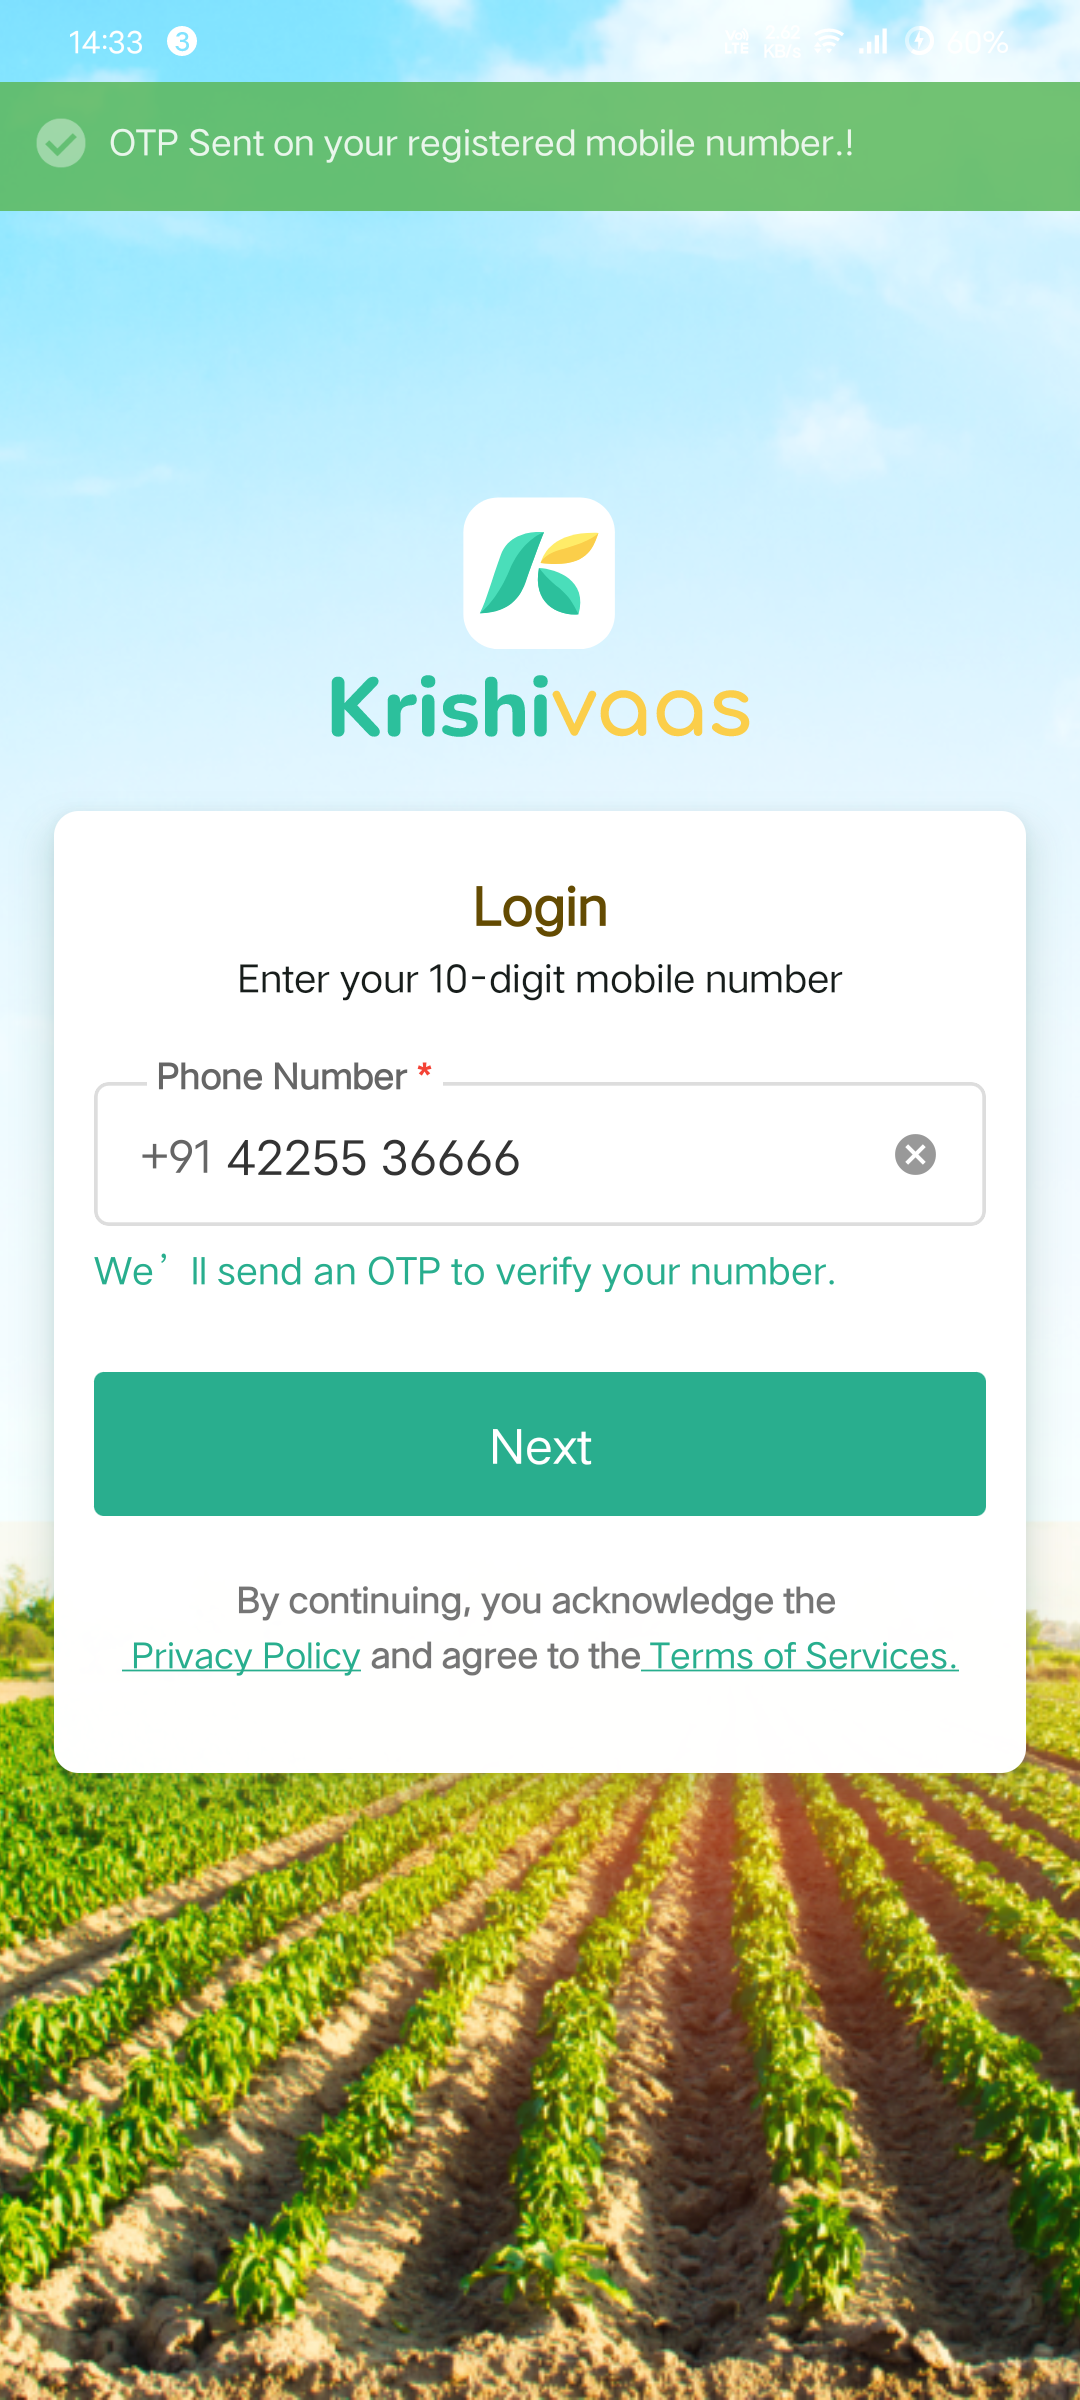 14:33 3
OTP Sent on your registered mobile number.!
Krishivaas
Login
Enter your 10-digit mobile number
Phone Number *
+91 42255 36666
We’ll send an OTP to verify your number.
Next
By continuing, you acknowledge the
Privacy Policy and agree to the Terms of Services.